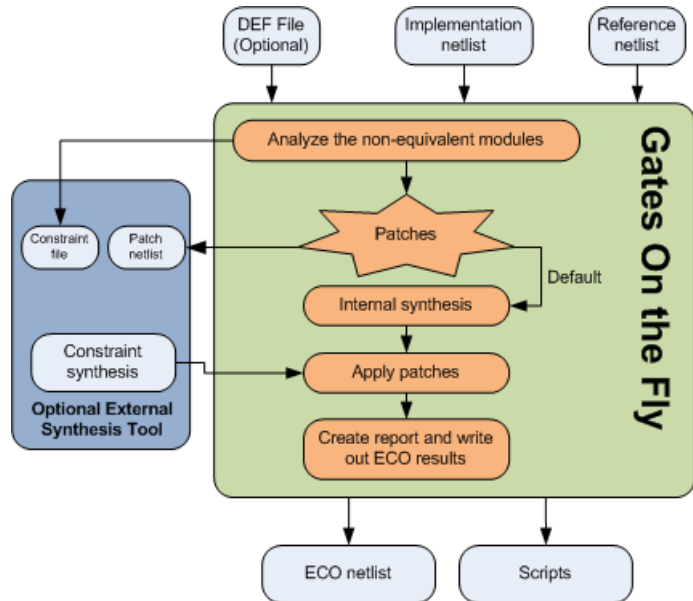 DEF File
(Optional)
Implementation
netlist
Reference
netlist
Analyze the non-equivalent modules
Gates On the Fly
Patches
Constraint
file
Patch
netlist
Default
Internal synthesis
Constraint
synthesis
Apply patches
Optional External
Synthesis Tool
Create report and write
out ECO results
ECO netlist
Scripts